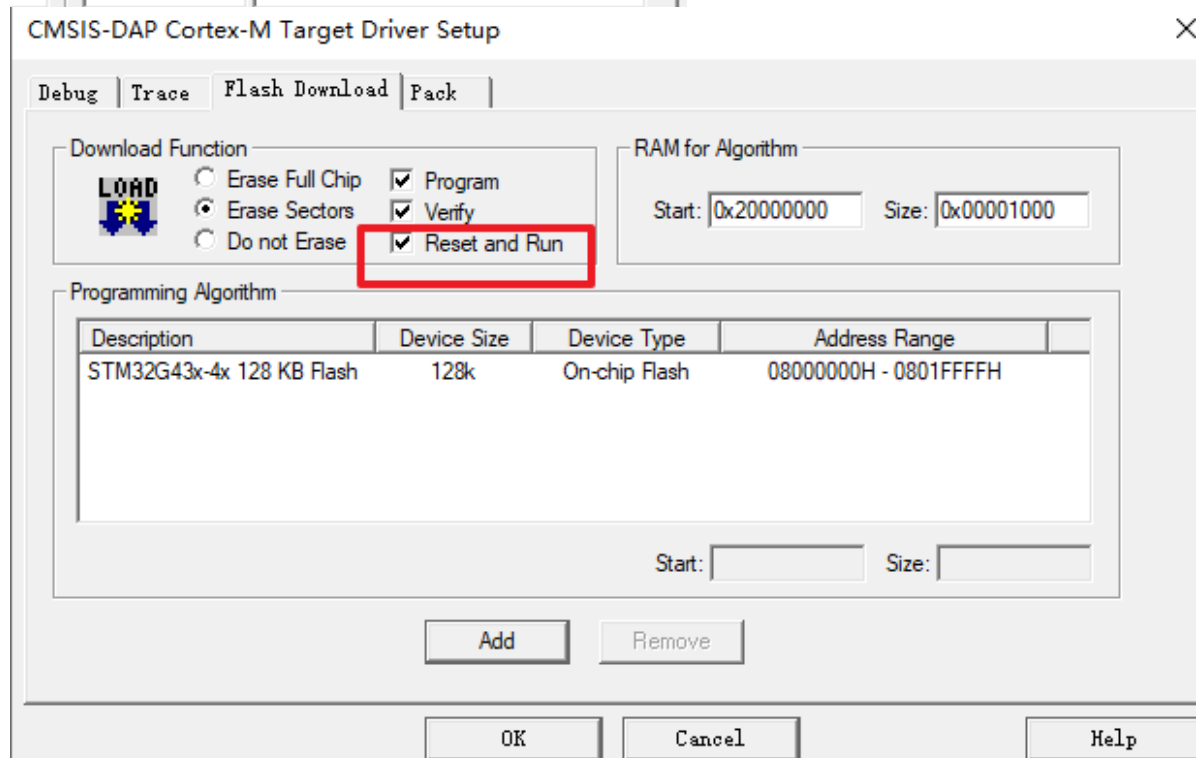 CMSIS-DAP Cortex-M Target Driver Setup
Debug Trace Flash Download Pack
Download Function
LOAD
Erase Full Chip
Erase Sectors
Do not Erase
Program
Verify
Reset and Run
RAM for Algorithm
Start: 0x20000000 Size: 0x00001000
Programming Algorithm
Description Device Size Device Type Address Range
STM32G43x-4x 128 KB Flash 128k On-chip Flash 08000000H - 0801FFFFH
Start: Size:
Add Remove
OK Cancel Help